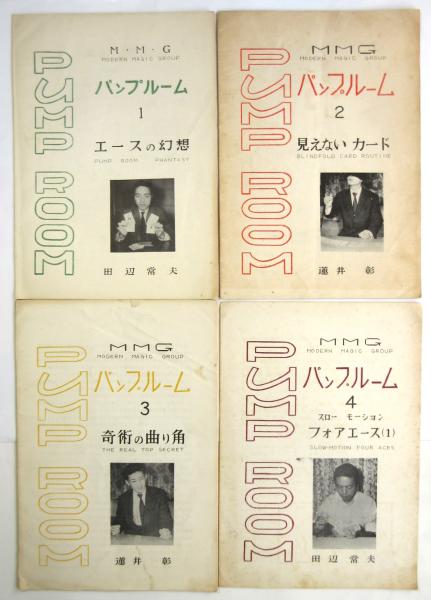 PUMP ROOM
M・M・G
MODERN MAGIC GROUP
パンプルーム
1
エースの幻想
PUMP ROOM PHANTASY
田辺常夫
PUMP ROOM
MMG
MODERN MAGIC GROUP
パンプルーム
2
見えない カード
BLINDFOLD CARD ROUTINE
蓮井彰
PUMP ROOM
MMG
MODERN MAGIC GROUP
パンプルーム
3
奇術の曲り角
THE REAL TOP SECRET
蓮井彰
PUMP ROOM
MMG
MODERN MAGIC GROUP
パンプルーム
4
スロー モーション
フォアエース(1)
SLOW-MOTION FOUR ACES
田辺常夫